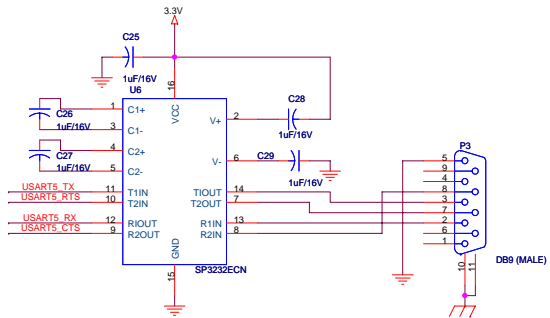 3.3V
C25
1uF/16V
U6
16
VCC
1 C1+
C26
1uF/16V
3 C1-
4 C2+
C27
1uF/16V
5 C2-
V+ 2
C28
1uF/16V
V- 6
C29
1uF/16V
USART5_TX 11 T1IN
USART5_RTS 10 T2IN
USART5_RX 12 RIOUT
USART5_CTS 9 R2OUT
TIOUT 14
T2OUT 7
R1IN 13
R2IN 8
GND
15
SP3232ECN
P3
5
9
4
8
3
7
2
6
1
10
11
DB9 (MALE)